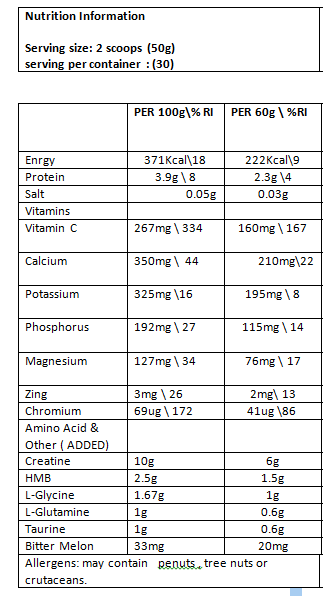 Nutrition Information
Serving size: 2 scoops (50g)
serving per container : (30)
PER 100g\% RI PER 60g \ %RI
Enrgy 371Kcal\18 222Kcal\9
Protein 3.9g \ 8 2.3g \4
Salt 0.05g 0.03g
Vitamins
Vitamin C 267mg \ 334 160mg \ 167
Calcium 350mg \ 44 210mg\22
Potassium 325mg \16 195mg \ 8
Phosphorus 192mg \ 27 115mg \ 14
Magnesium 127mg \ 34 76mg \ 17
Zing 3mg \ 26 2mg\ 13
Chromium 69ug \ 172 41ug \86
Amino Acid &
Other ( ADDED)
Creatine 10g 6g
HMB 2.5g 1.5g
L-Glycine 1.67g 1g
L-Glutamine 1g 0.6g
Taurine 1g 0.6g
Bitter Melon 33mg 20mg
Allergens: may contain penuts , tree nuts or
crutaceans.